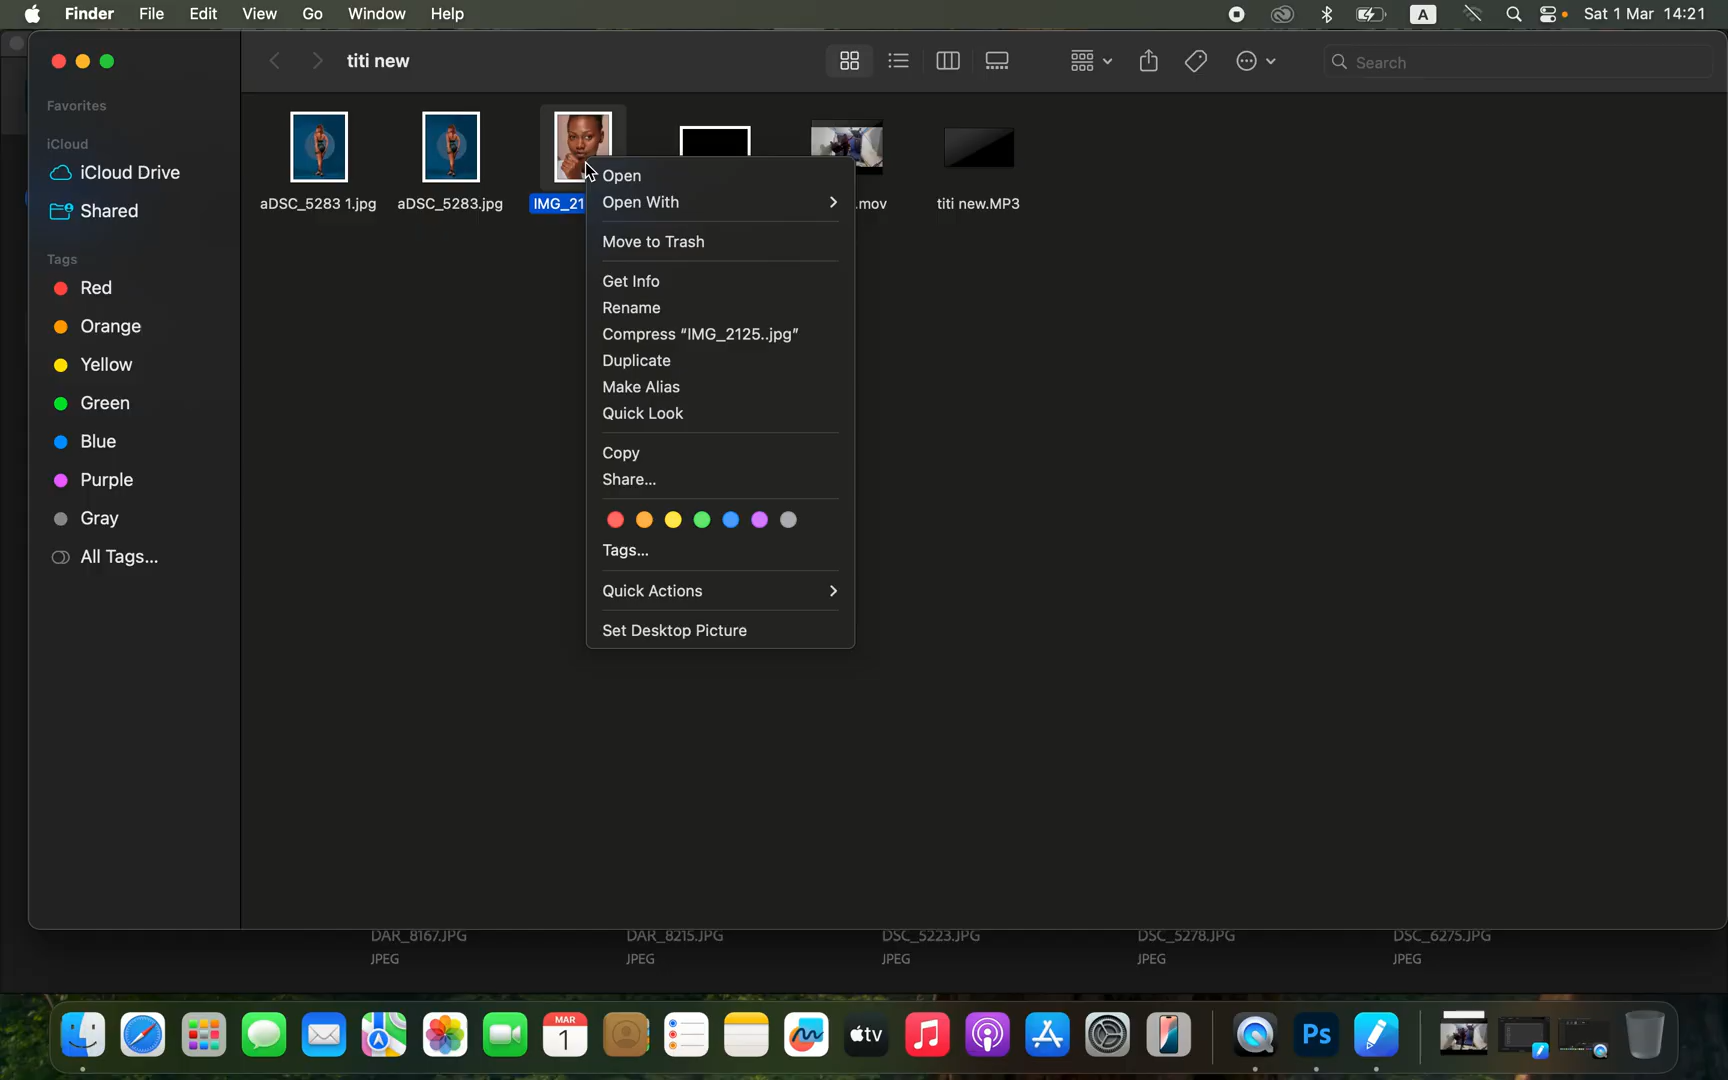 Finder File Edit View Go Window Help A Sat 1 Mar 14:21
titi new
Search
Favorites
iCloud
iCloud Drive
Shared
Tags
Red
Orange
Yellow
Green
Blue
Purple
Gray
All Tags...
aDSC_5283 1.jpg aDSC_5283.jpg IMG_21 .mov titi new.MP3
Open
Open With
Move to Trash
Get Info
Rename
Compress “IMG_2125..jpg”
Duplicate
Make Alias
Quick Look
Copy
Share...
Tags...
Quick Actions
Set Desktop Picture
DAR_8167.JPG DAR_8215.JPG DSC_5223.JPG DSC_5278.JPG DSC_6275.JPG
JPEG JPEG JPEG JPEG JPEG
MAR
1
tv
Ps